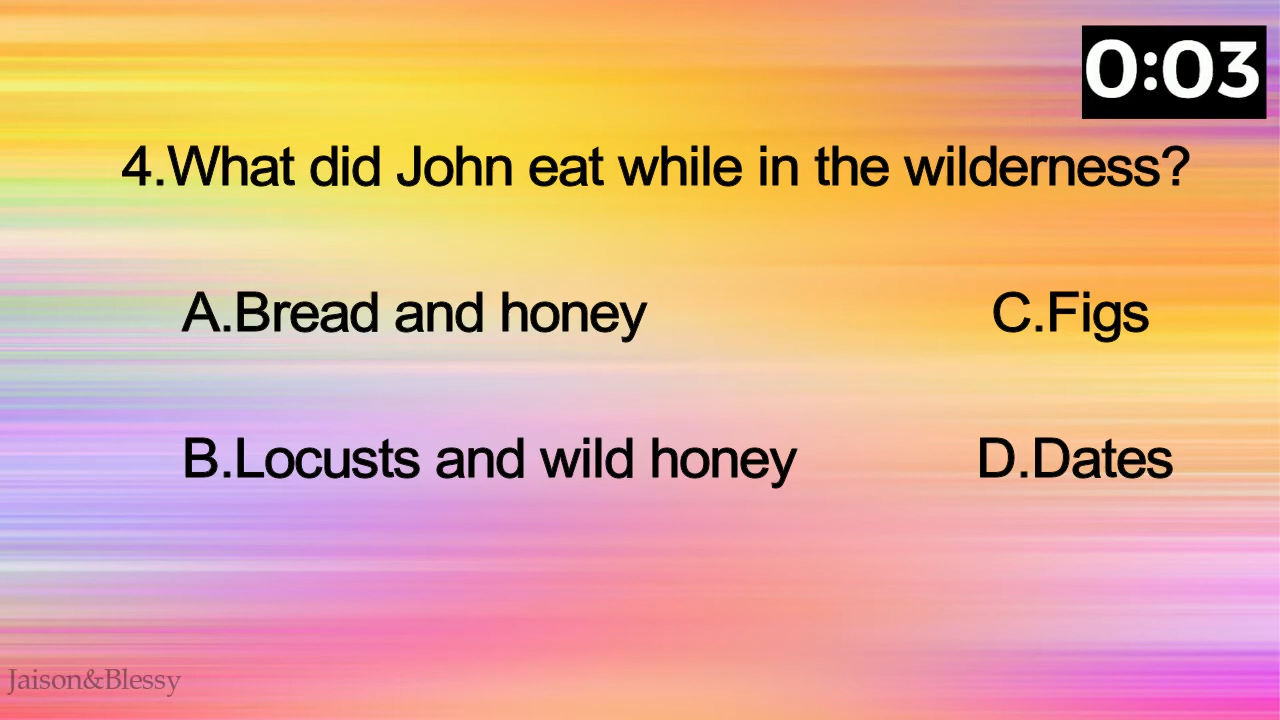 0:03
4.What did John eat while in the wilderness?
A.Bread and honey
C.Figs
B.Locusts and wild honey
D.Dates
Jaison&Blessy